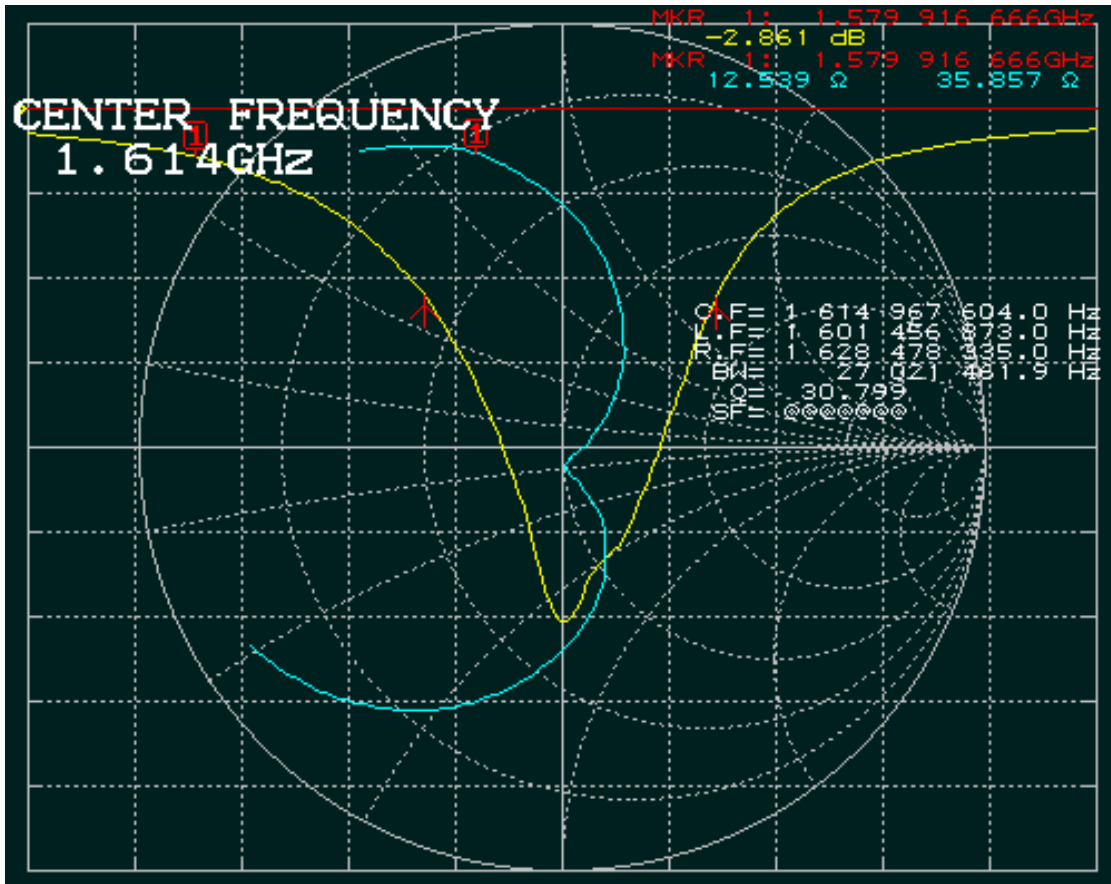 MKR 1: 1.579 916 666GHz
-2.861 dB
MKR 1: 1.579 916 666GHz
12.539 Ω 35.857 Ω
CENTER FREQUENCY
1 1
1.614GHz
C.F= 1 614 967 604.0 Hz
L.F= 1 601 456 873.0 Hz
R.F= 1 628 478 335.0 Hz
BW= 27 021 461.9 Hz
Q= 30.799
SF= @@@@@@@